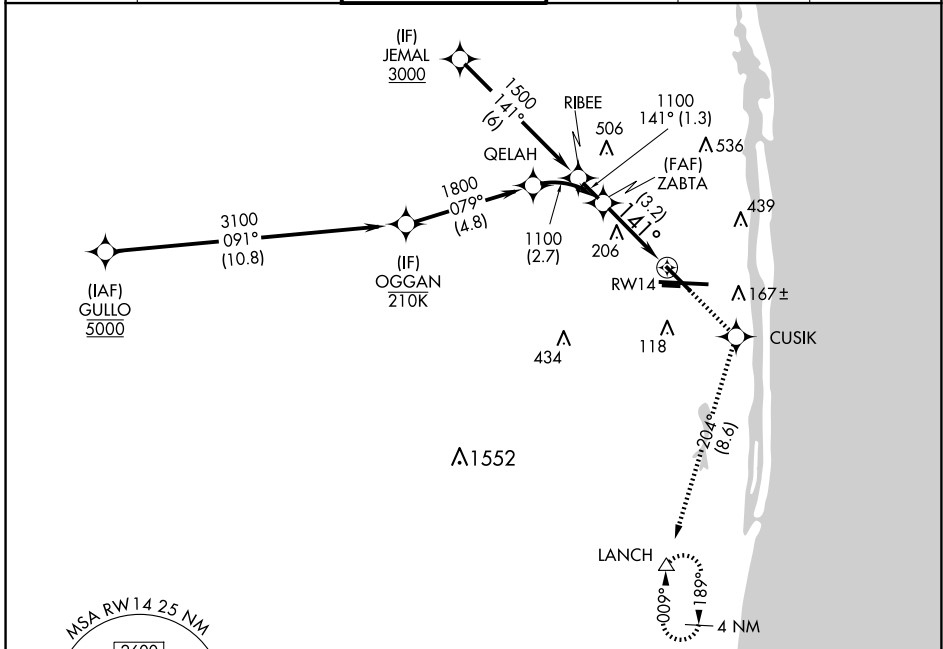 (IF)
JEMAL
3000
1500
141°
(6)
RIBEE
1100
141° (1.3)
506
536
QELAH
(FAF)
ZABTA
1800
079°
(4.8)
3100
091°
(10.8)
(3.2)
141°
439
1100
(2.7)
206
(IAF)
GULLO
5000
(IF)
OGGAN
210K
RW14
167±
CUSIK
434
118
204°
(8.6)
1552
LANCH
009°
189°
4 NM
MSA RW14 25 NM
2600